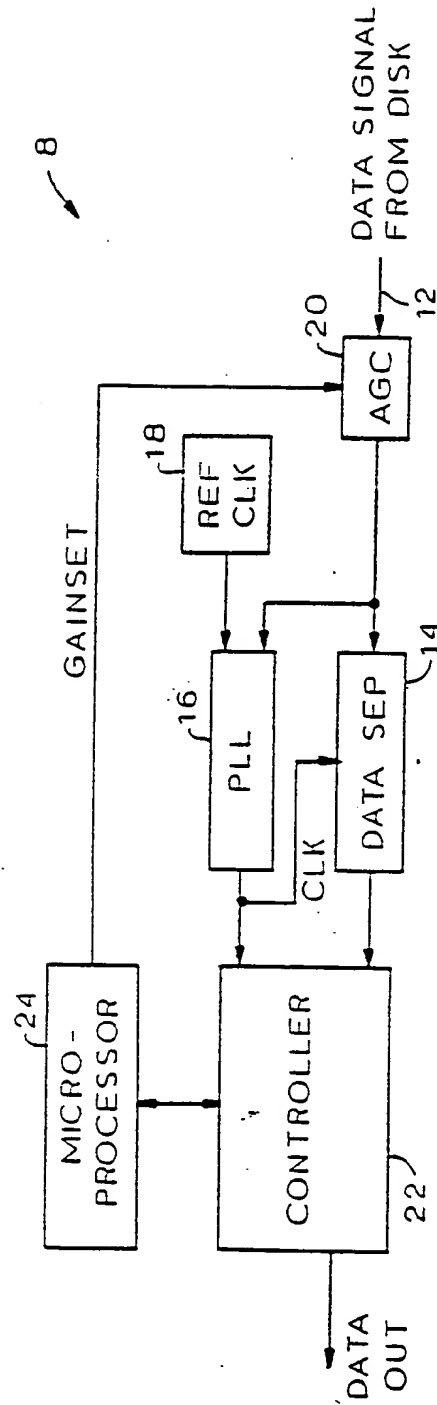 8
24
MICRO-
PROCESSOR
GAINSET
18
REF
CLK
20
AGC
12
DATA SIGNAL
FROM DISK
16
PLL
CLK
DATA SEP
14
CONTROLLER
22
DATA
OUT